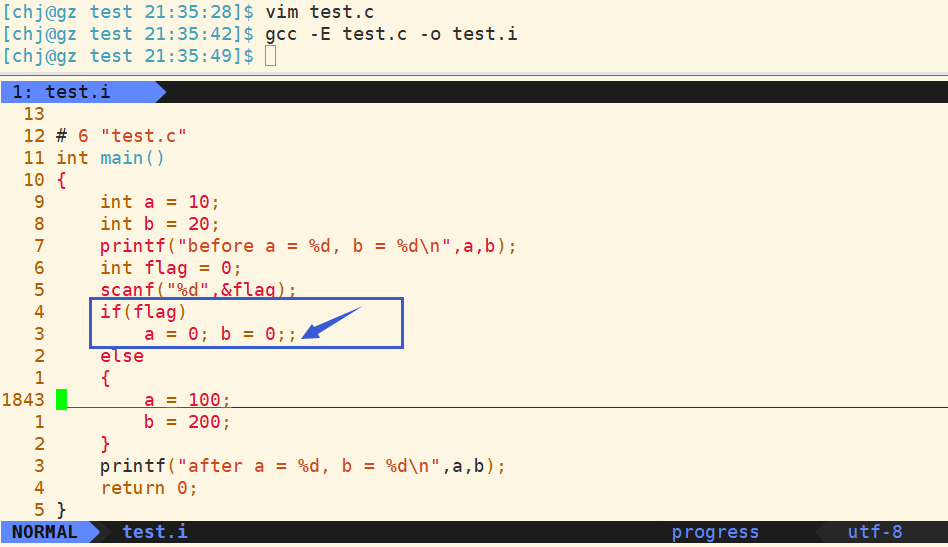 [chj@gz test 21:35:28]$ vim test.c
[chj@gz test 21:35:42]$ gcc -E test.c -o test.i
[chj@gz test 21:35:49]$
1: test.i
13
12 # 6 "test.c"
11 int main()
10 {
9     int a = 10;
8     int b = 20;
7     printf("before a = %d, b = %d\n",a,b);
6     int flag = 0;
5     scanf("%d",&flag);
4     if(flag)
3         a = 0; b = 0;;
2     else
1     {
1843         a = 100;
1         b = 200;
2     }
3     printf("after a = %d, b = %d\n",a,b);
4     return 0;
5 }
NORMAL test.i progress utf-8